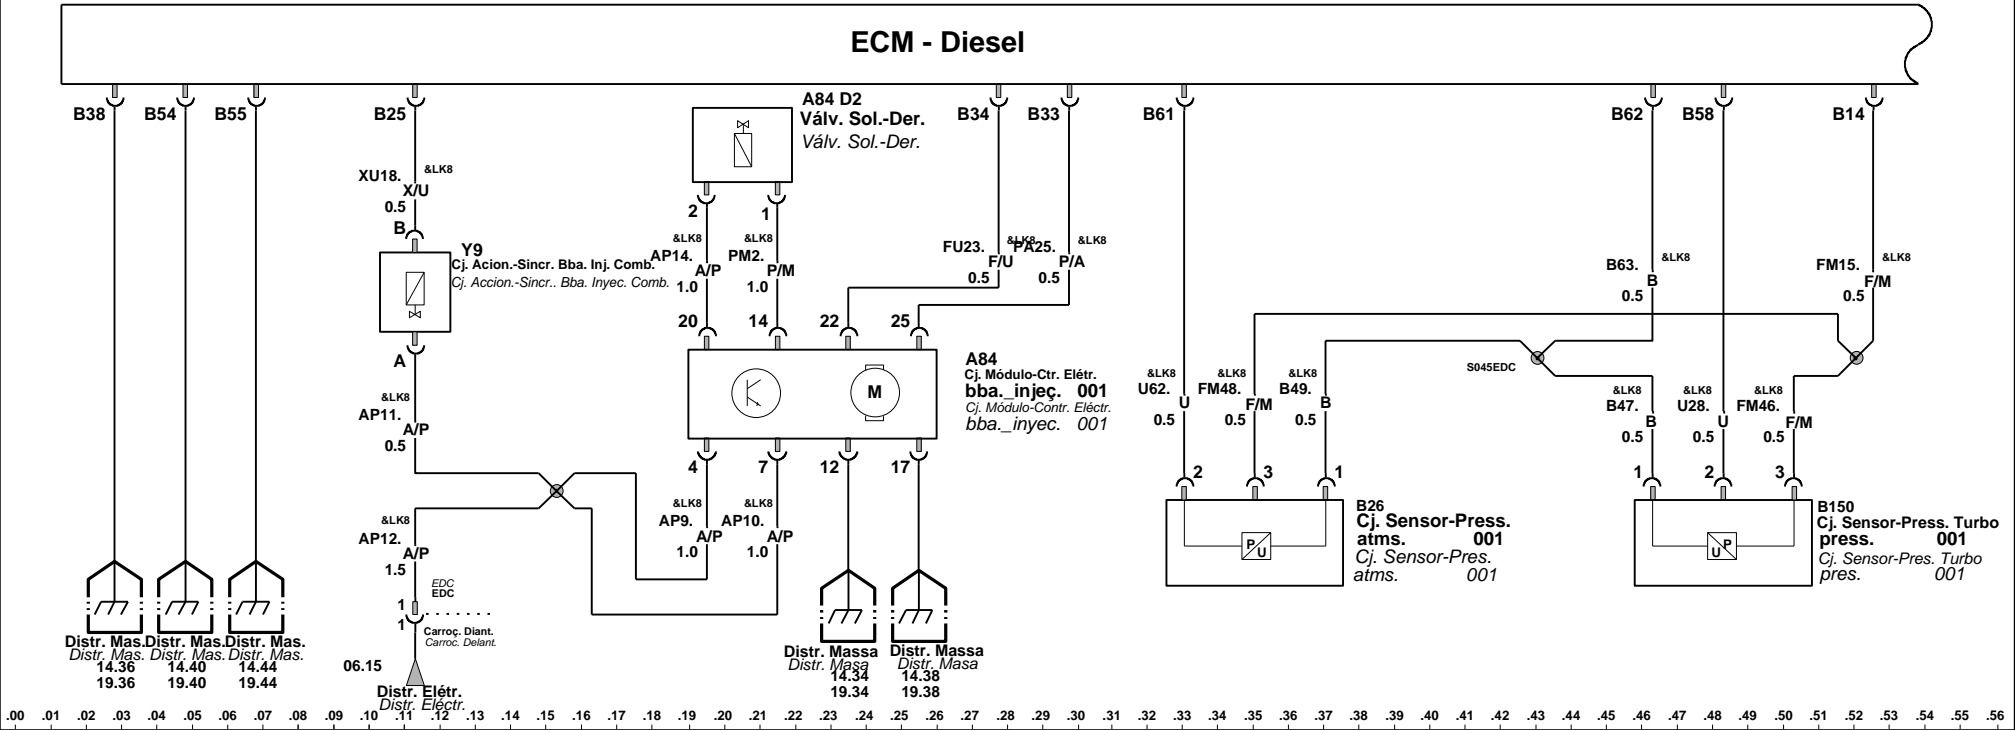 ECM - Diesel
B38
B54
B55
B25
B34
B33
B61
B62
B58
B14
A84 D2
Válv. Sol.-Der.
Válv. Sol.-Der.
2
1
XU18.
&LK8
X/U
0.5
B
Y9
Cj. Acion.-Sincr. Bba. Inj. Comb.
Cj. Accion.-Sincr.. Bba. Inyec. Comb.
A
&LK8
AP14.
A/P
1.0
&LK8
PM2.
P/M
1.0
FU23.
&LK8
F/U
0.5
PA25.
&LK8
P/A
0.5
20
14
22
25
M
A84
Cj. Módulo-Ctr. Elétr.
bba._injeç. 001
Cj. Módulo-Contr. Eléctr.
bba._inyec. 001
4
7
12
17
&LK8
AP11.
A/P
0.5
&LK8
AP12.
A/P
1.5
&LK8
AP9.
A/P
1.0
&LK8
AP10.
A/P
1.0
EDC
EDC
1
1
Carroç. Diant.
Carroc. Delant.
06.15
Distr. Elétr.
Distr. Eléctr.
Distr. Mas.
Distr. Mas.
14.36
19.36
Distr. Mas.
Distr. Mas.
14.40
19.40
Distr. Mas.
Distr. Mas.
14.44
19.44
Distr. Massa
Distr. Masa
14.34
19.34
Distr. Massa
Distr. Masa
14.38
19.38
&LK8
U62.
U
0.5
&LK8
FM48.
F/M
0.5
&LK8
B49.
B
0.5
2
3
1
P
U
B26
Cj. Sensor-Press.
atms. 001
Cj. Sensor-Pres.
atms. 001
B63.
&LK8
B
0.5
FM15.
&LK8
F/M
0.5
S045EDC
&LK8
B47.
B
0.5
&LK8
U28.
U
0.5
&LK8
FM46.
F/M
0.5
1
2
3
U
P
B150
Cj. Sensor-Press. Turbo
press. 001
Cj. Sensor-Pres. Turbo
pres. 001
.00 .01 .02 .03 .04 .05 .06 .07 .08 .09 .10 .11 .12 .13 .14 .15 .16 .17 .18 .19 .20 .21 .22 .23 .24 .25 .26 .27 .28 .29 .30 .31 .32 .33 .34 .35 .36 .37 .38 .39 .40 .41 .42 .43 .44 .45 .46 .47 .48 .49 .50 .51 .52 .53 .54 .55 .56